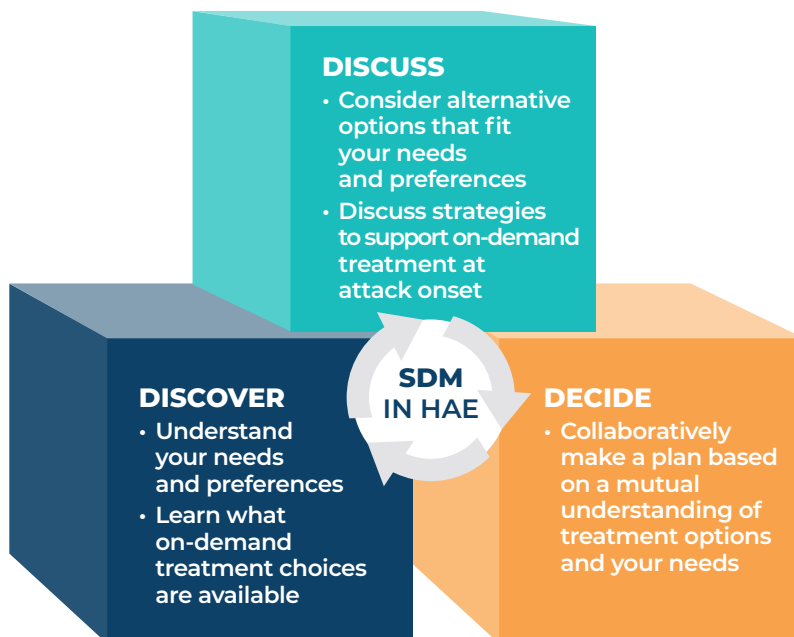 DISCUSS
• Consider alternative
options that fit
your needs
and preferences
• Discuss strategies
to support on-demand
treatment at
attack onset
SDM
IN HAE
DISCOVER
• Understand
your needs
and preferences
• Learn what
on-demand
treatment choices
are available
DECIDE
• Collaboratively
make a plan based
on a mutual
understanding of
treatment options
and your needs